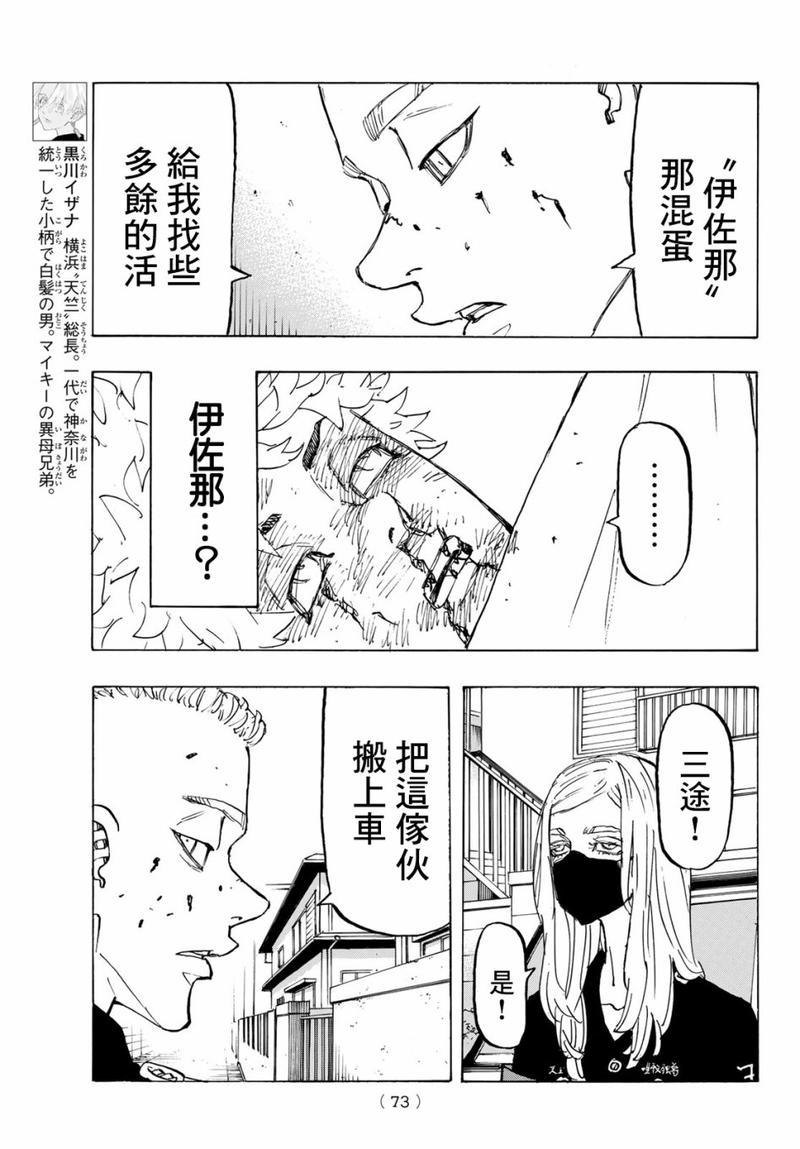 〝伊佐那〞
那混蛋
給我找些
多餘的活
………
伊佐那…？
三途！
是！
把這傢伙
搬上車
黒川イザナ 横浜〝天竺〞総長。一代で神奈川を
統一した小柄で白髪の男。マイキーの異母兄弟。
（ 73 ）